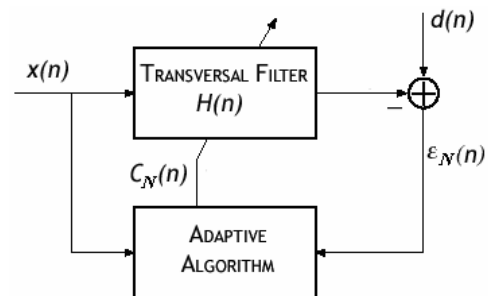 d(n)
x(n)
TRANSVERSAL FILTER
H(n)
−
ε_N(n)
C_N(n)
ADAPTIVE
ALGORITHM